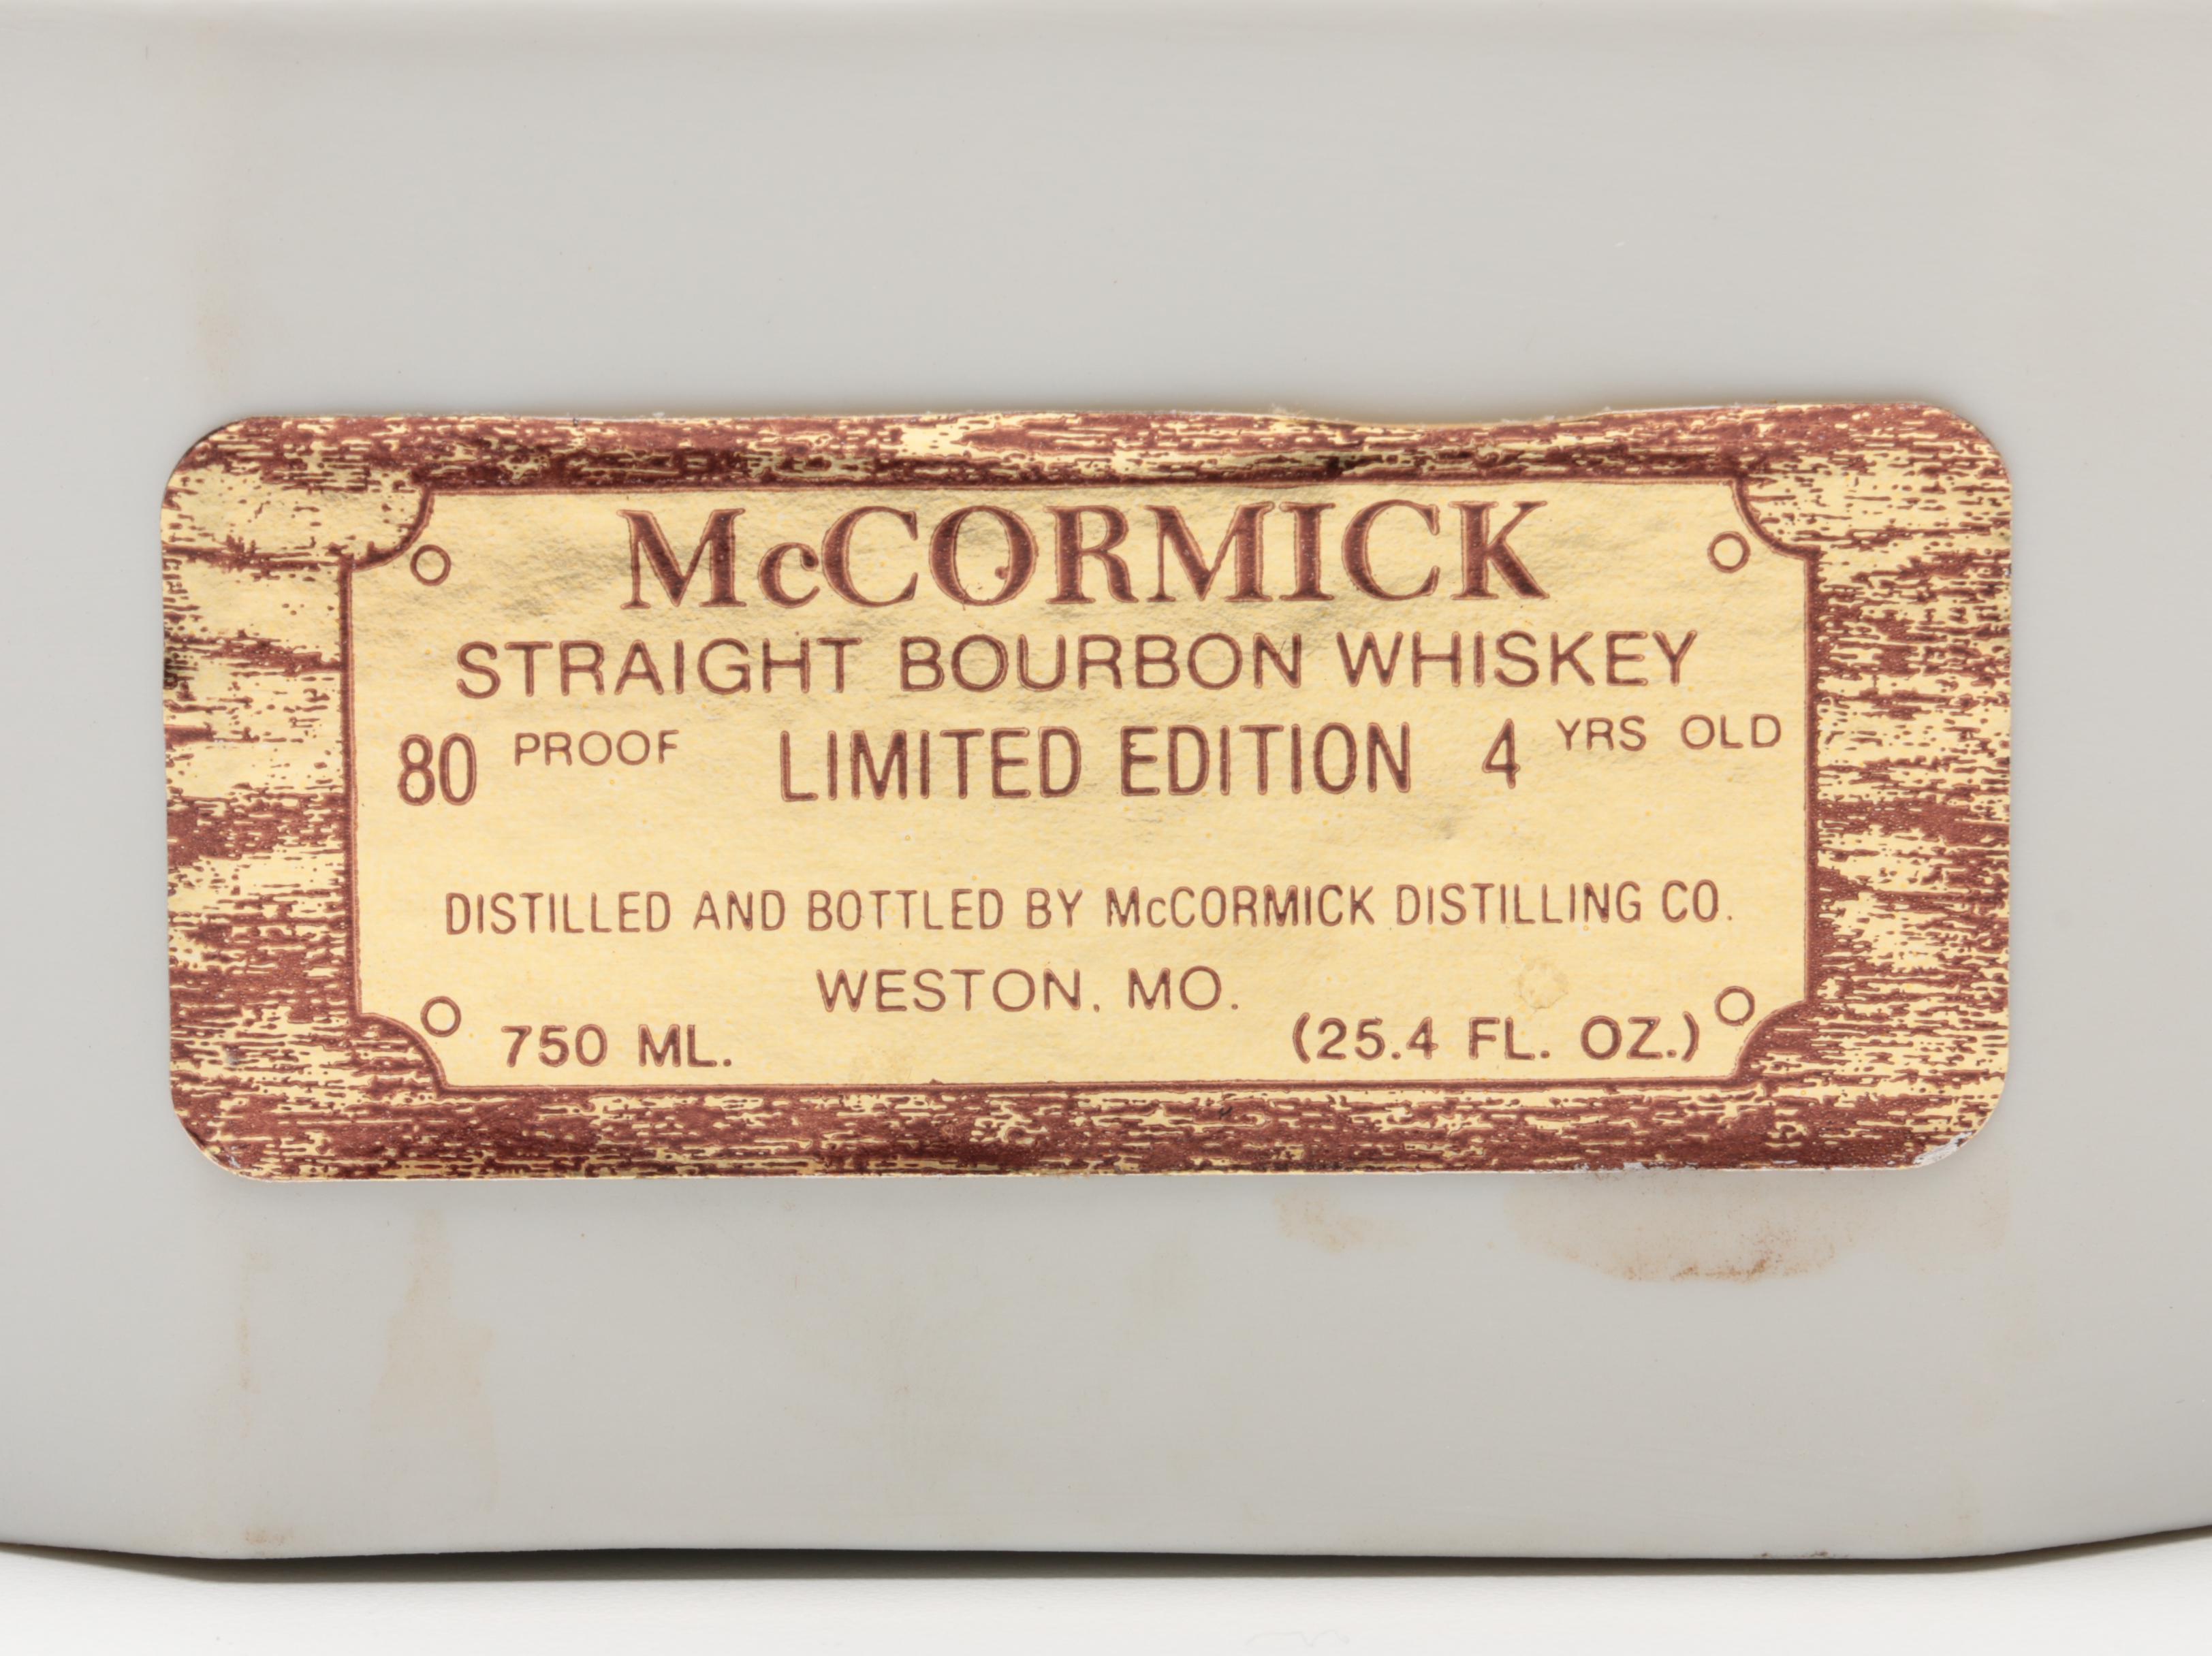 McCORMICK
STRAIGHT BOURBON WHISKEY
80 PROOF LIMITED EDITION 4 YRS OLD
DISTILLED AND BOTTLED BY McCORMICK DISTILLING CO.
WESTON, MO.
750 ML. (25.4 FL. OZ.)